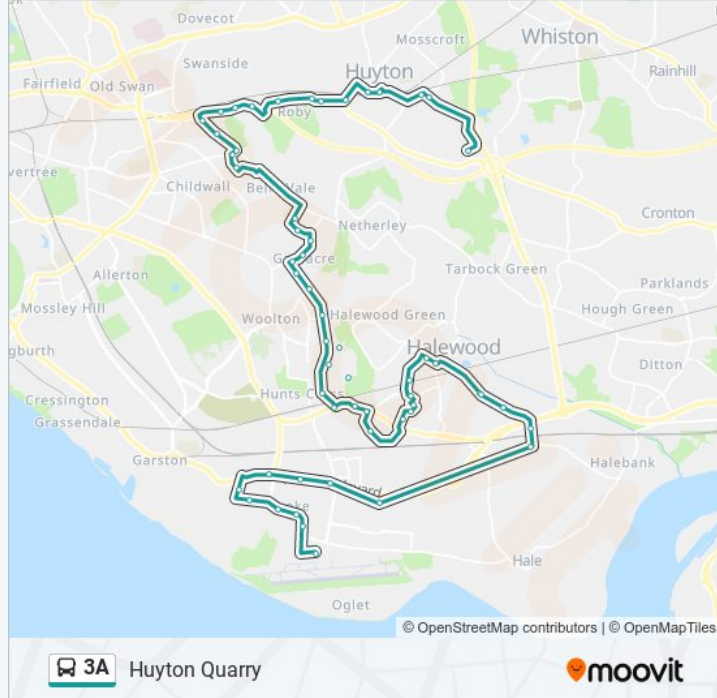 Dovecot
Mosscroft
Whiston
Swanside
Huyton
Rainhill
Fairfield
Old Swan
Roby
vertree
Childwall
Belle Vale
Netherley
Cronton
Allerton
Gateacre
Tarbock Green
Parklands
Mossley Hill
Hough Green
Woolton
Halewood Green
gburth
Halewood
Ditton
Cressington
Hunts C
Grassendale
Garston
Halebank
vard
ke
Hale
Oglet
© OpenStreetMap contributors | © OpenMapTiles
3A Huyton Quarry
moovit